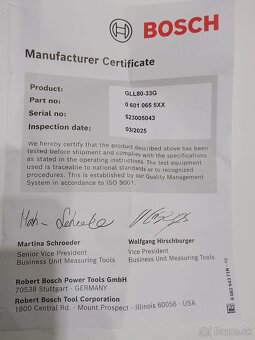 BOSCH
Manufacturer Certificate
Product: GLL80-33G
Part no: 0 601 065 5XX
Serial no: 523005043
Inspection date: 03/2025
We hereby certify that the product described above has been
tested before shipment and complies with the specifications
as stated in the operating instructions. The test equipment
used is traceable to national or international recognized
standards. This is established by our Quality Management
System in accordance to ISO 9001.
Martina Schroeder
Senior Vice President
Business Unit Measuring Tools
Wolfgang Hirschburger
Vice President
Business Unit Measuring Tools
Robert Bosch Power Tools GmbH
70538 Stuttgart - GERMANY
Robert Bosch Tool Corporation
1800 Central Rd. - Mount Prospect - Illinois 60056 - USA
bazos.sk